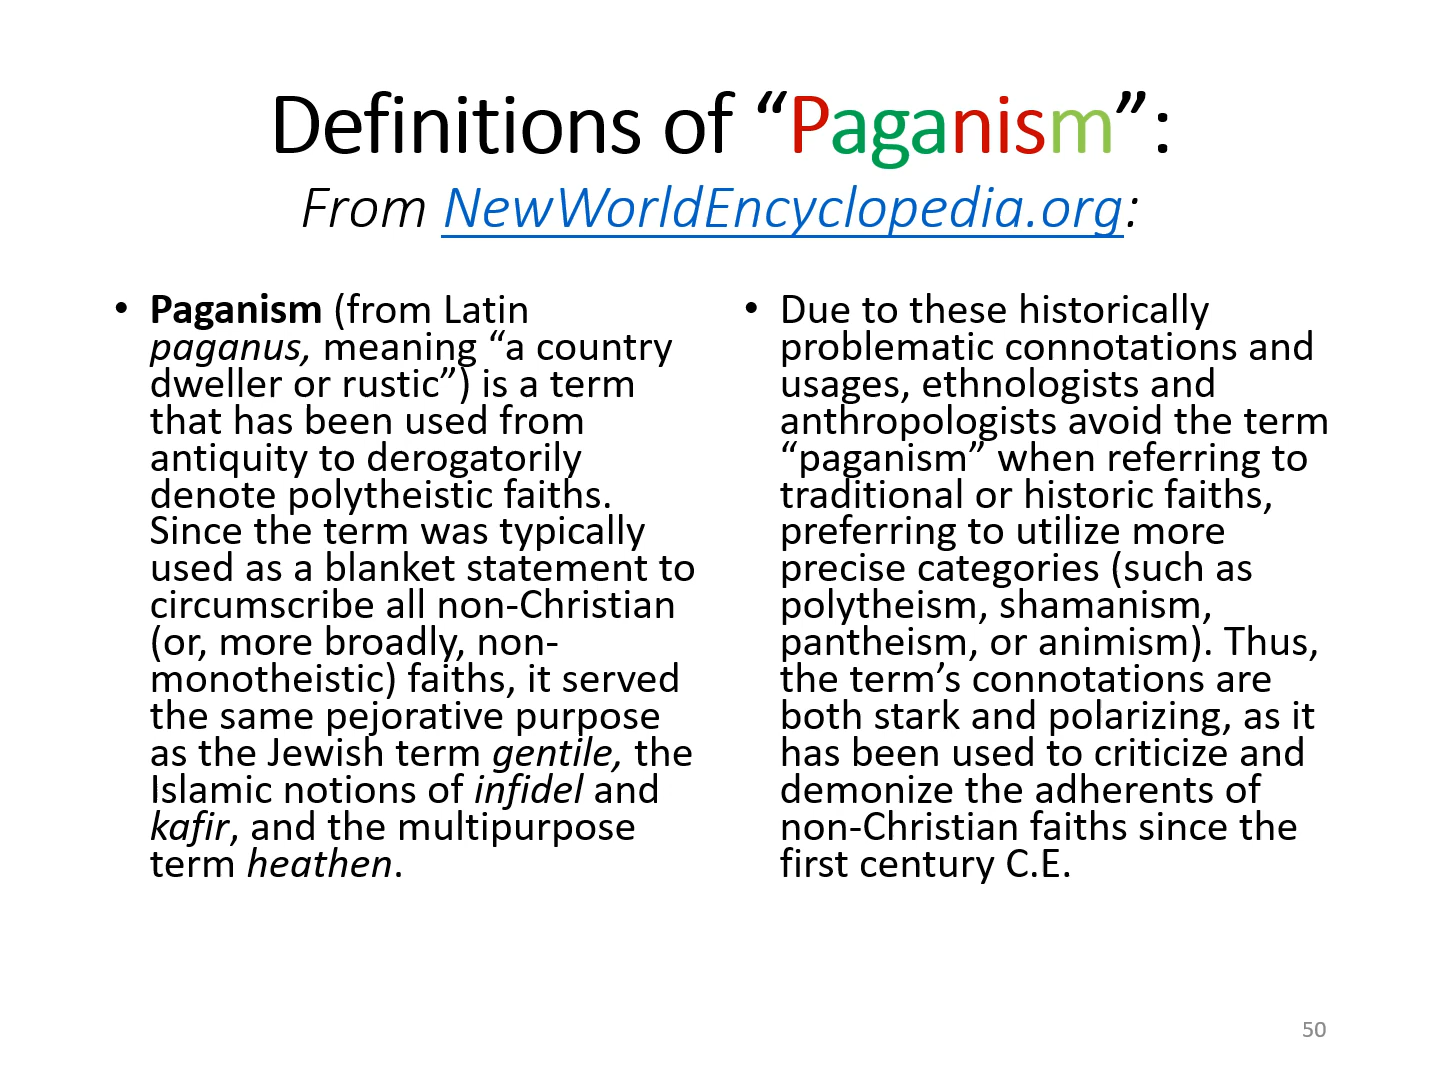 Definitions of “Paganism”:
From NewWorldEncyclopedia.org:
• Paganism (from Latin
paganus, meaning “a country
dweller or rustic”) is a term
that has been used from
antiquity to derogatorily
denote polytheistic faiths.
Since the term was typically
used as a blanket statement to
circumscribe all non-Christian
(or, more broadly, non-
monotheistic) faiths, it served
the same pejorative purpose
as the Jewish term gentile, the
Islamic notions of infidel and
kafir, and the multipurpose
term heathen.
• Due to these historically
problematic connotations and
usages, ethnologists and
anthropologists avoid the term
“paganism” when referring to
traditional or historic faiths,
preferring to utilize more
precise categories (such as
polytheism, shamanism,
pantheism, or animism). Thus,
the term’s connotations are
both stark and polarizing, as it
has been used to criticize and
demonize the adherents of
non-Christian faiths since the
first century C.E.
50